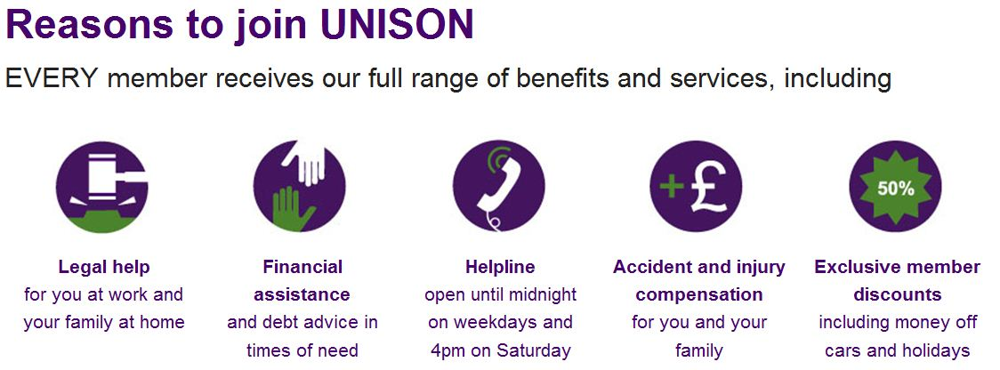 Reasons to join UNISON
EVERY member receives our full range of benefits and services, including
50%
Legal help
for you at work and
your family at home
Financial
assistance
and debt advice in
times of need
Helpline
open until midnight
on weekdays and
4pm on Saturday
Accident and injury
compensation
for you and your
family
Exclusive member
discounts
including money off
cars and holidays
+£